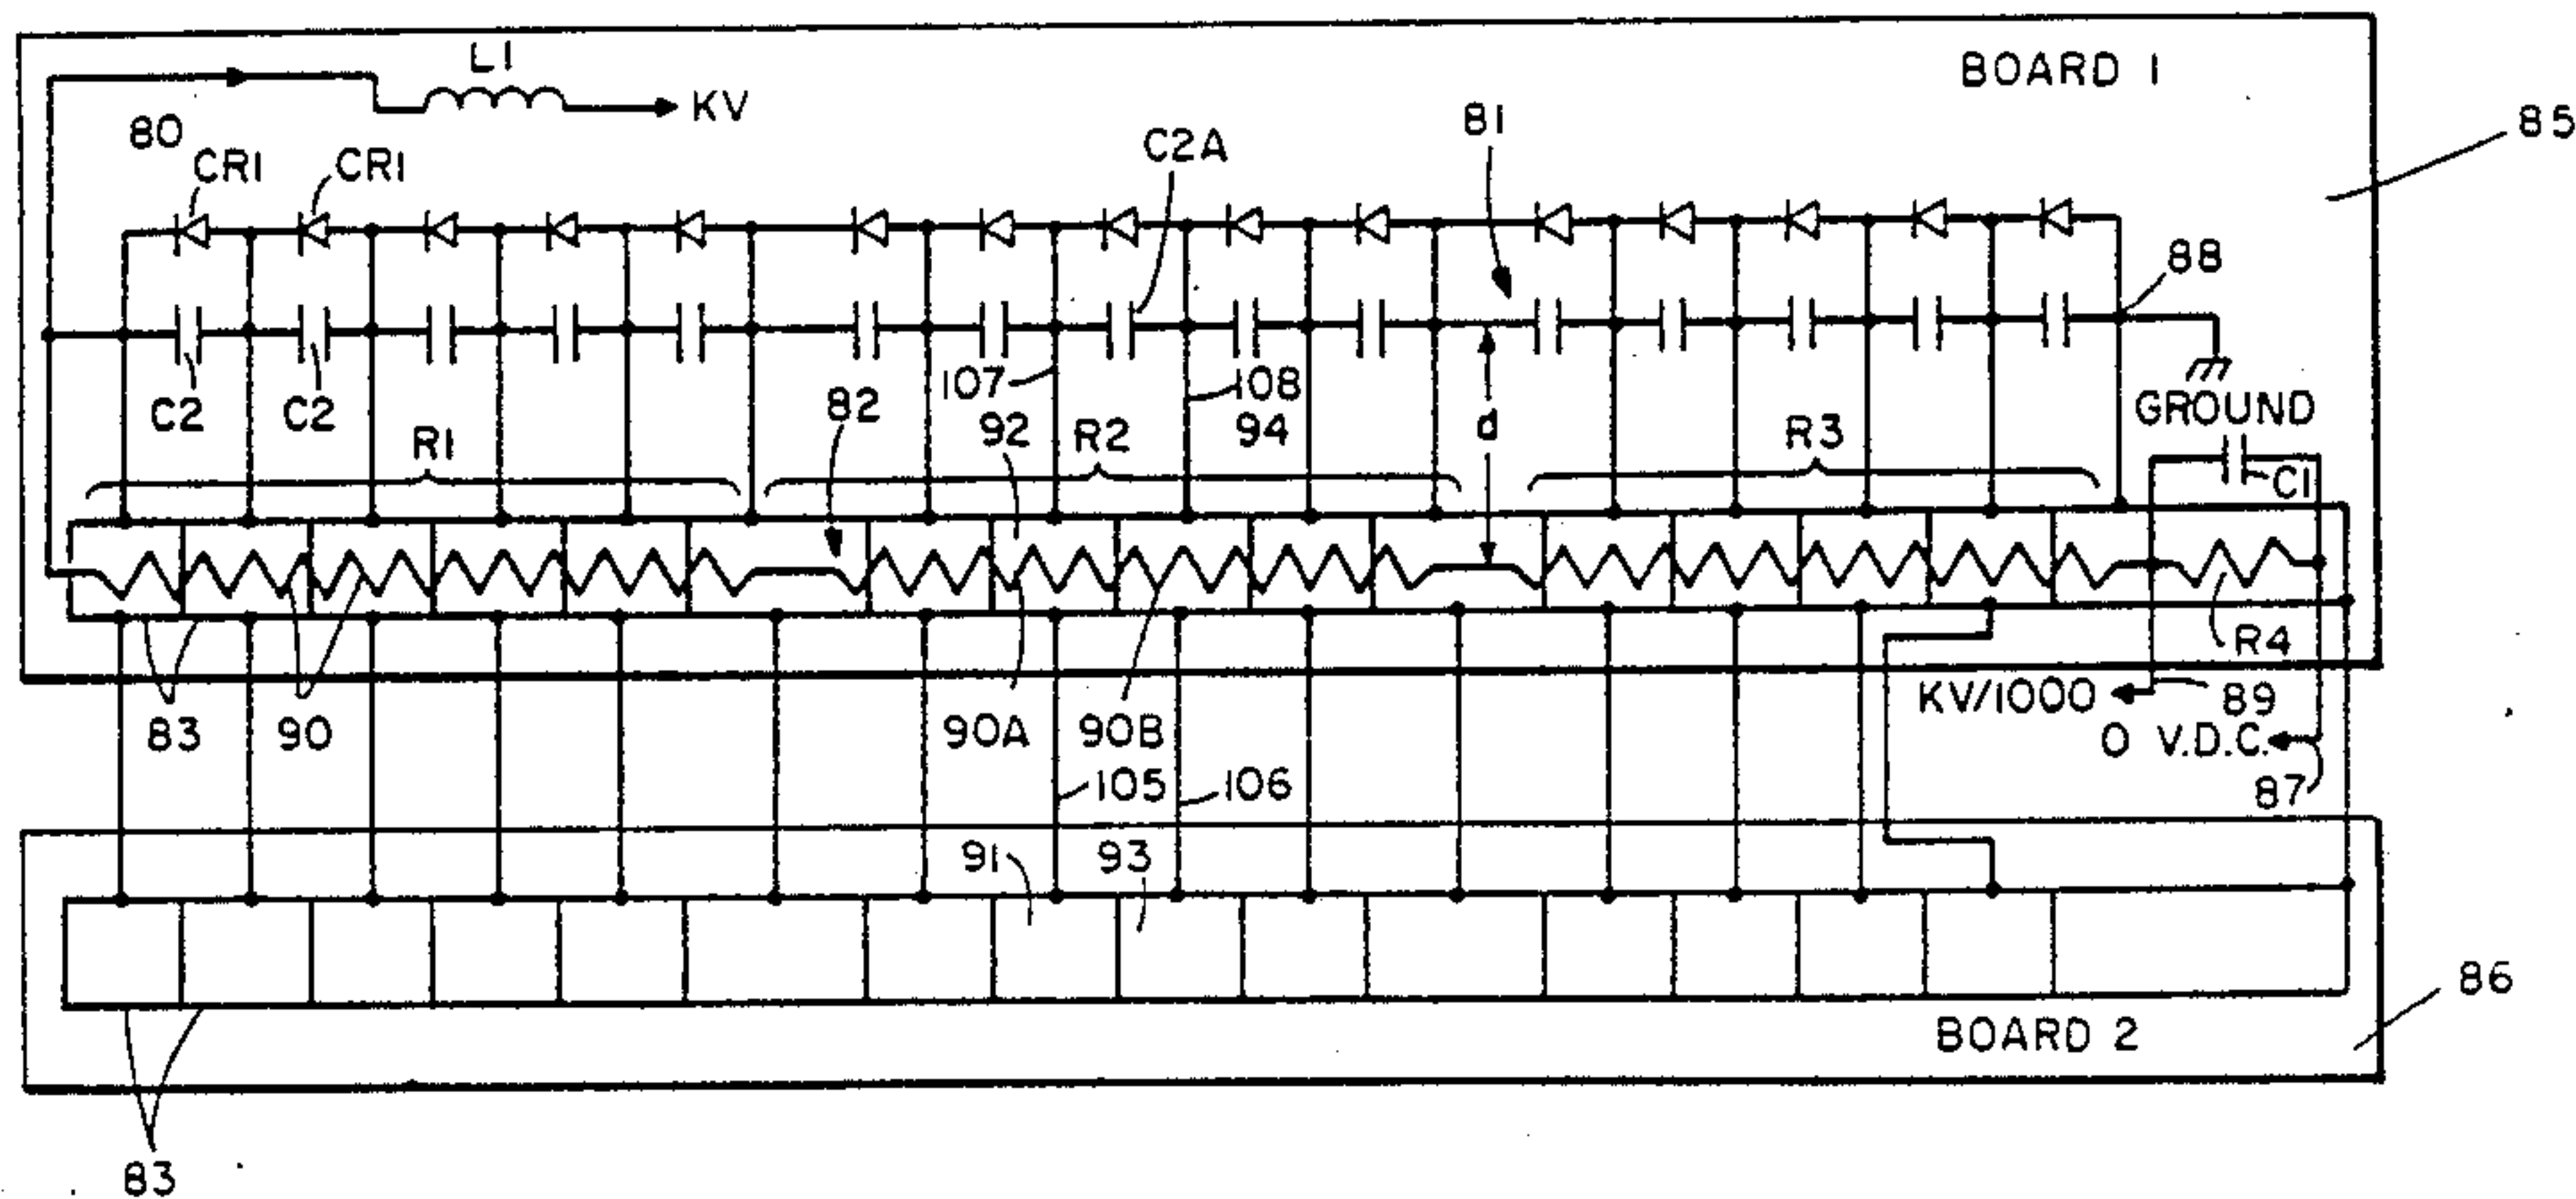 L1
BOARD 1
KV
80
C2A
81
85
CR1
CR1
88
107
108
C2
C2
82
92
94
d
GROUND
R1
R2
R3
C1
R4
KV/1000
89
83
90
90A
90B
0 V.D.C.
105
106
87
91
93
86
BOARD 2
83